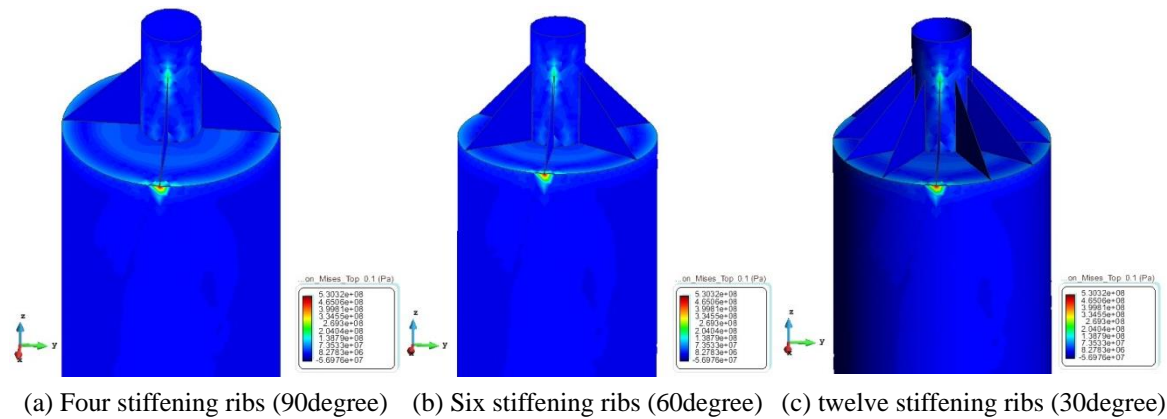 _on_Mises_Top 0.1 (Pa)
5.3032e+08
4.6506e+08
3.9981e+08
3.3455e+08
2.693e+08
2.0404e+08
1.3879e+08
7.3533e+07
8.2783e+06
-5.6976e+07
z
y
x
_on_Mises_Top 0.1 (Pa)
5.3032e+08
4.6506e+08
3.9981e+08
3.3455e+08
2.693e+08
2.0404e+08
1.3879e+08
7.3533e+07
8.2783e+06
-5.6976e+07
z
y
x
_on_Mises_Top 0.1 (Pa)
5.3032e+08
4.6506e+08
3.9981e+08
3.3455e+08
2.693e+08
2.0404e+08
1.3879e+08
7.3533e+07
8.2783e+06
-5.6976e+07
z
y
x
(a) Four stiffening ribs (90degree)
(b) Six stiffening ribs (60degree)
(c) twelve stiffening ribs (30degree)